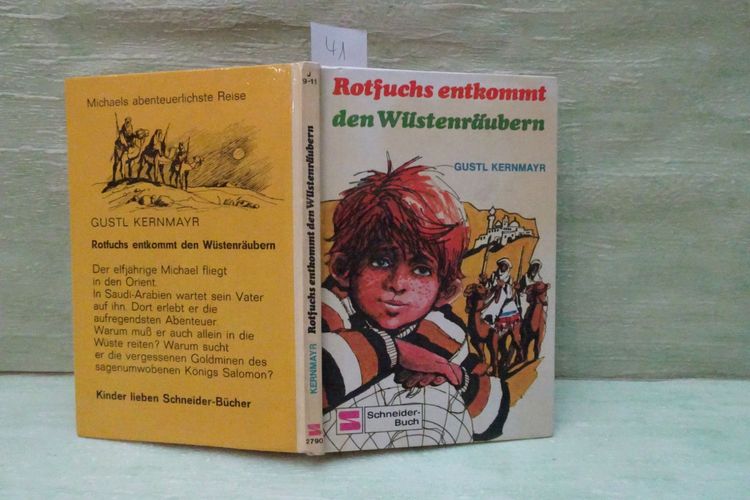 41
Michaels abenteuerlichste Reise
GUSTL KERNMAYR
Rotfuchs entkommt den Wüstenräubern
Der elfjährige Michael fliegt
in den Orient.
In Saudi-Arabien wartet sein Vater
auf ihn. Dort erlebt er die
aufregendsten Abenteuer.
Warum muß er auch allein in die
Wüste reiten? Warum sucht
er die vergessenen Goldminen des
sagenumwobenen Königs Salomon?
Kinder lieben Schneider-Bücher
J
9-11
Rotfuchs entkommt den Wüstenräubern
KERNMAYR
2790
Rotfuchs entkommt
den Wüstenräubern
GUSTL KERNMAYR
Schneider-
Buch